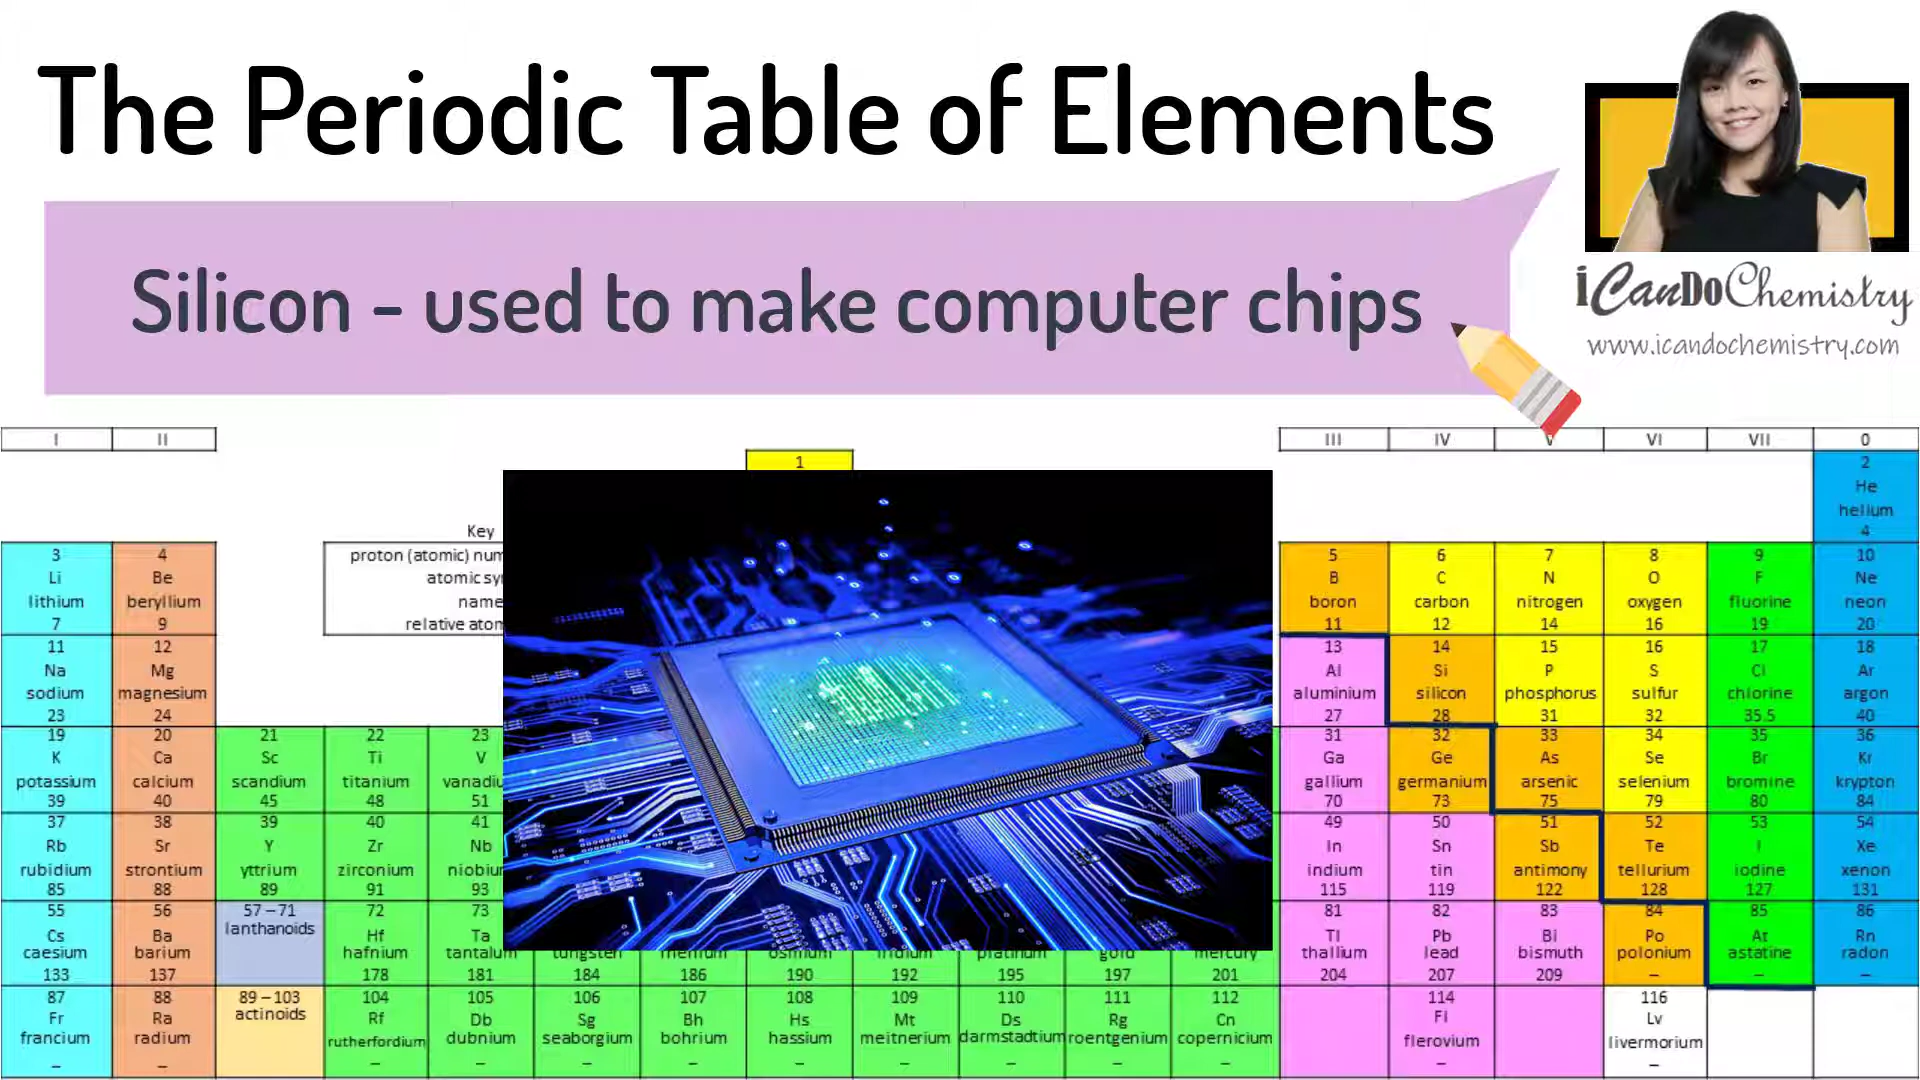 The Periodic Table of Elements
Silicon - used to make computer chips
iCanDoChemistry
www.icandochemistry.com
I II III IV V VI VII 0
1
2
He
helium
4
Key
proton (atomic)
name
3 4 5 6 7 8 9 10
Li Be B C N O F Ne
lithium beryllium boron carbon nitrogen oxygen fluorine neon
7 9 11 12 14 16 19 20
11 12 13 14 15 16 17 18
Na Mg Al Si P S Cl Ar
sodium magnesium aluminium silicon phosphorus sulfur chlorine argon
23 24 27 28 31 32 35.5 40
19 20 21 22 23 31 32 33 34 35 36
K Ca Sc Ti V Ga Ge As Se Br Kr
potassium calcium scandium titanium gallium germanium arsenic selenium bromine krypton
39 40 45 48 51 70 73 75 79 80 84
37 38 39 40 41 49 50 51 52 53 54
Rb Sr Y Zr Nb In Sn Sb Te I Xe
rubidium strontium yttrium zirconium indium tin antimony tellurium iodine xenon
85 88 89 91 93 115 119 122 128 127 131
55 56 57 – 71 72 73 81 82 83 84 85 86
Cs Ba lanthanoids Hf Ta Tl Pb Bi Po At Rn
caesium barium hafnium tantalum tungsten rhenium osmium iridium platinum gold mercury thallium lead bismuth polonium astatine radon
133 137 178 181 184 186 190 192 195 197 201 204 207 209 – – –
87 88 89 – 103 104 105 106 107 108 109 110 111 112 114 116
Fr Ra actinoids Rf Db Sg Bh Hs Mt Ds Rg Cn Fl Lv
francium radium rutherfordium dubnium seaborgium bohrium hassium meitnerium darmstadtium roentgenium copernicium flerovium livermorium
– – – – – – – – – – – – –